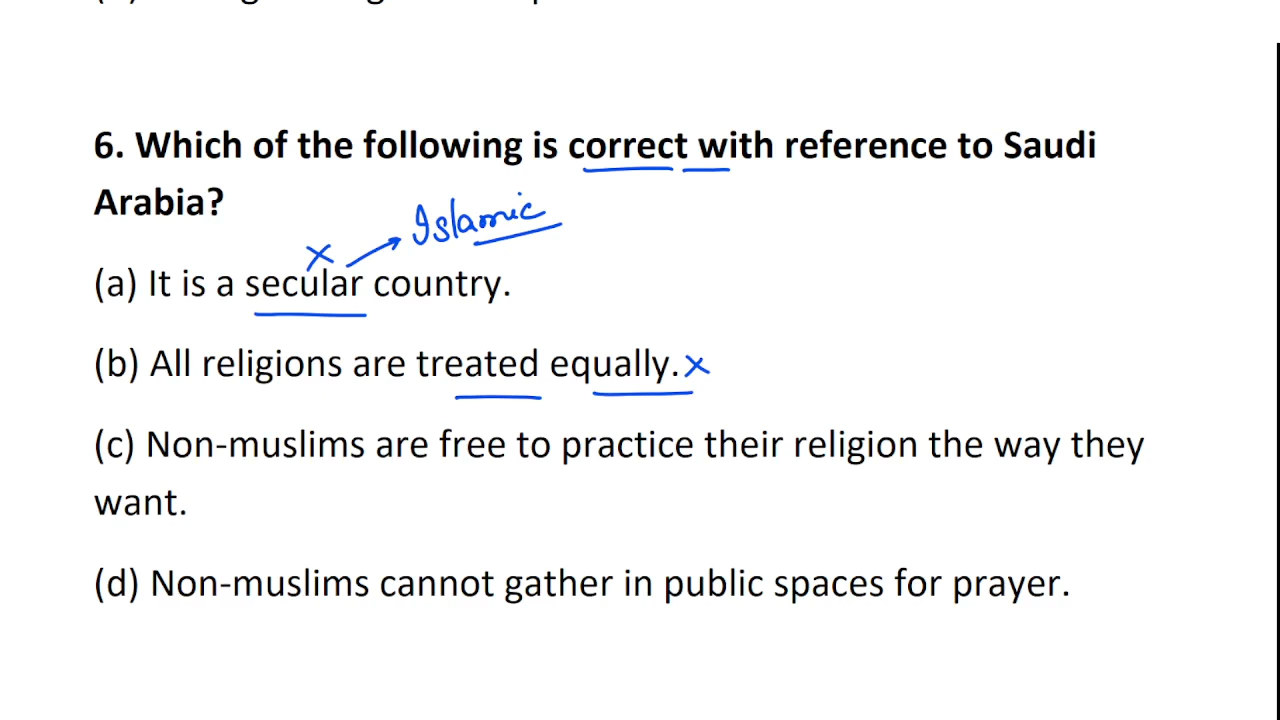 6. Which of the following is correct with reference to Saudi
Arabia?
Islamic
(a) It is a secular country.
(b) All religions are treated equally.
(c) Non-muslims are free to practice their religion the way they
want.
(d) Non-muslims cannot gather in public spaces for prayer.